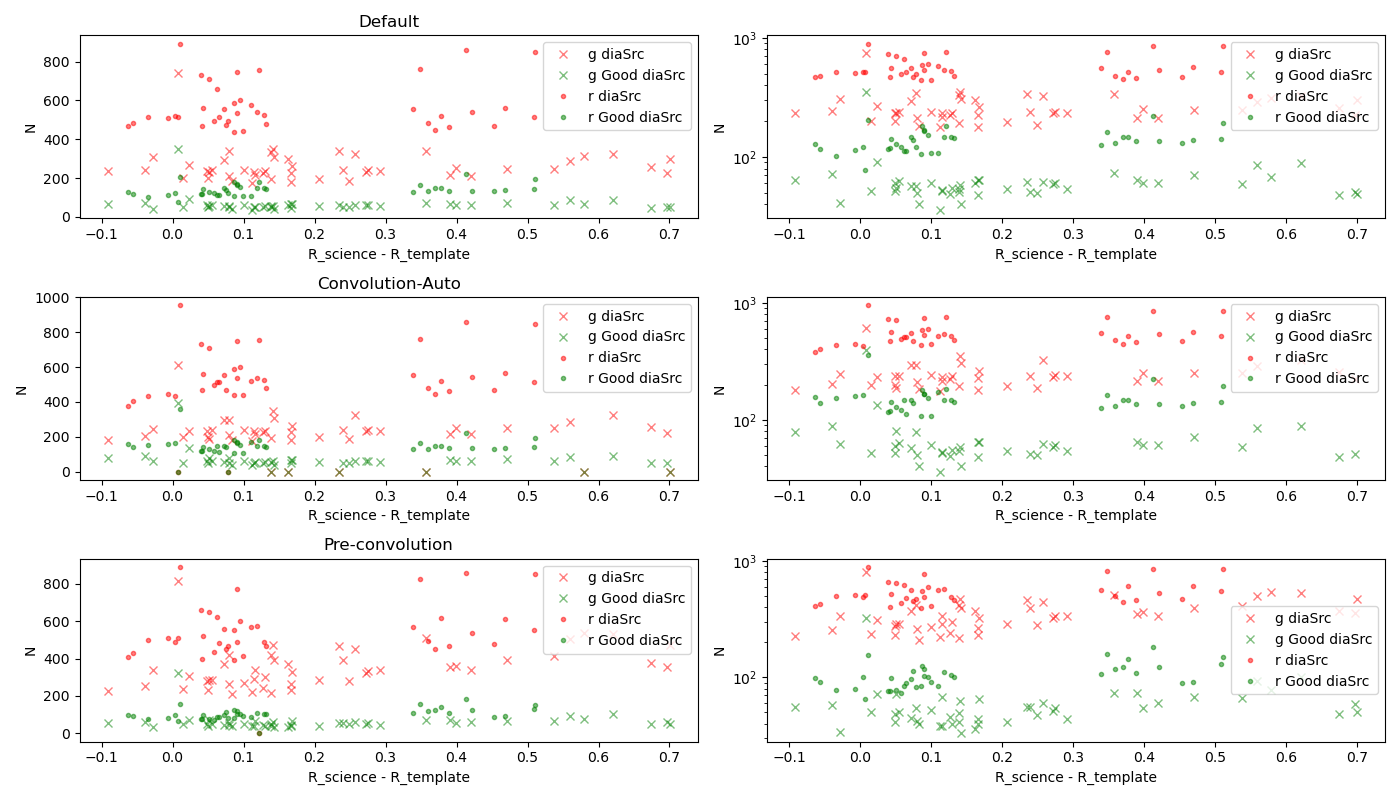 Default
N
800
600
400
200
0
−0.1 0.0 0.1 0.2 0.3 0.4 0.5 0.6 0.7
R_science - R_template
g diaSrc
g Good diaSrc
r diaSrc
r Good diaSrc
N
10³
10²
−0.1 0.0 0.1 0.2 0.3 0.4 0.5 0.6 0.7
R_science - R_template
g diaSrc
g Good diaSrc
r diaSrc
r Good diaSrc
Convolution-Auto
N
1000
800
600
400
200
0
−0.1 0.0 0.1 0.2 0.3 0.4 0.5 0.6 0.7
R_science - R_template
g diaSrc
g Good diaSrc
r diaSrc
r Good diaSrc
N
10³
10²
−0.1 0.0 0.1 0.2 0.3 0.4 0.5 0.6 0.7
R_science - R_template
g diaSrc
g Good diaSrc
r diaSrc
r Good diaSrc
Pre-convolution
N
800
600
400
200
0
−0.1 0.0 0.1 0.2 0.3 0.4 0.5 0.6 0.7
R_science - R_template
g diaSrc
g Good diaSrc
r diaSrc
r Good diaSrc
N
10³
10²
−0.1 0.0 0.1 0.2 0.3 0.4 0.5 0.6 0.7
R_science - R_template
g diaSrc
g Good diaSrc
r diaSrc
r Good diaSrc